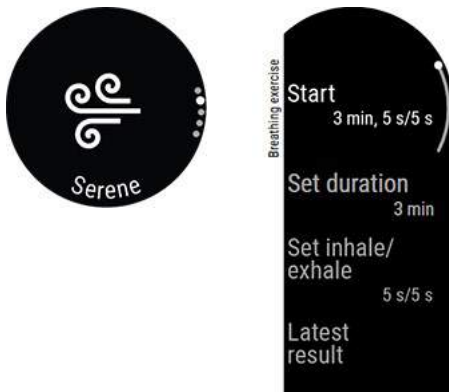 Serene
Breathing exercise
Start
3 min, 5 s/5 s
Set duration
3 min
Set inhale/
exhale
5 s/5 s
Latest
result